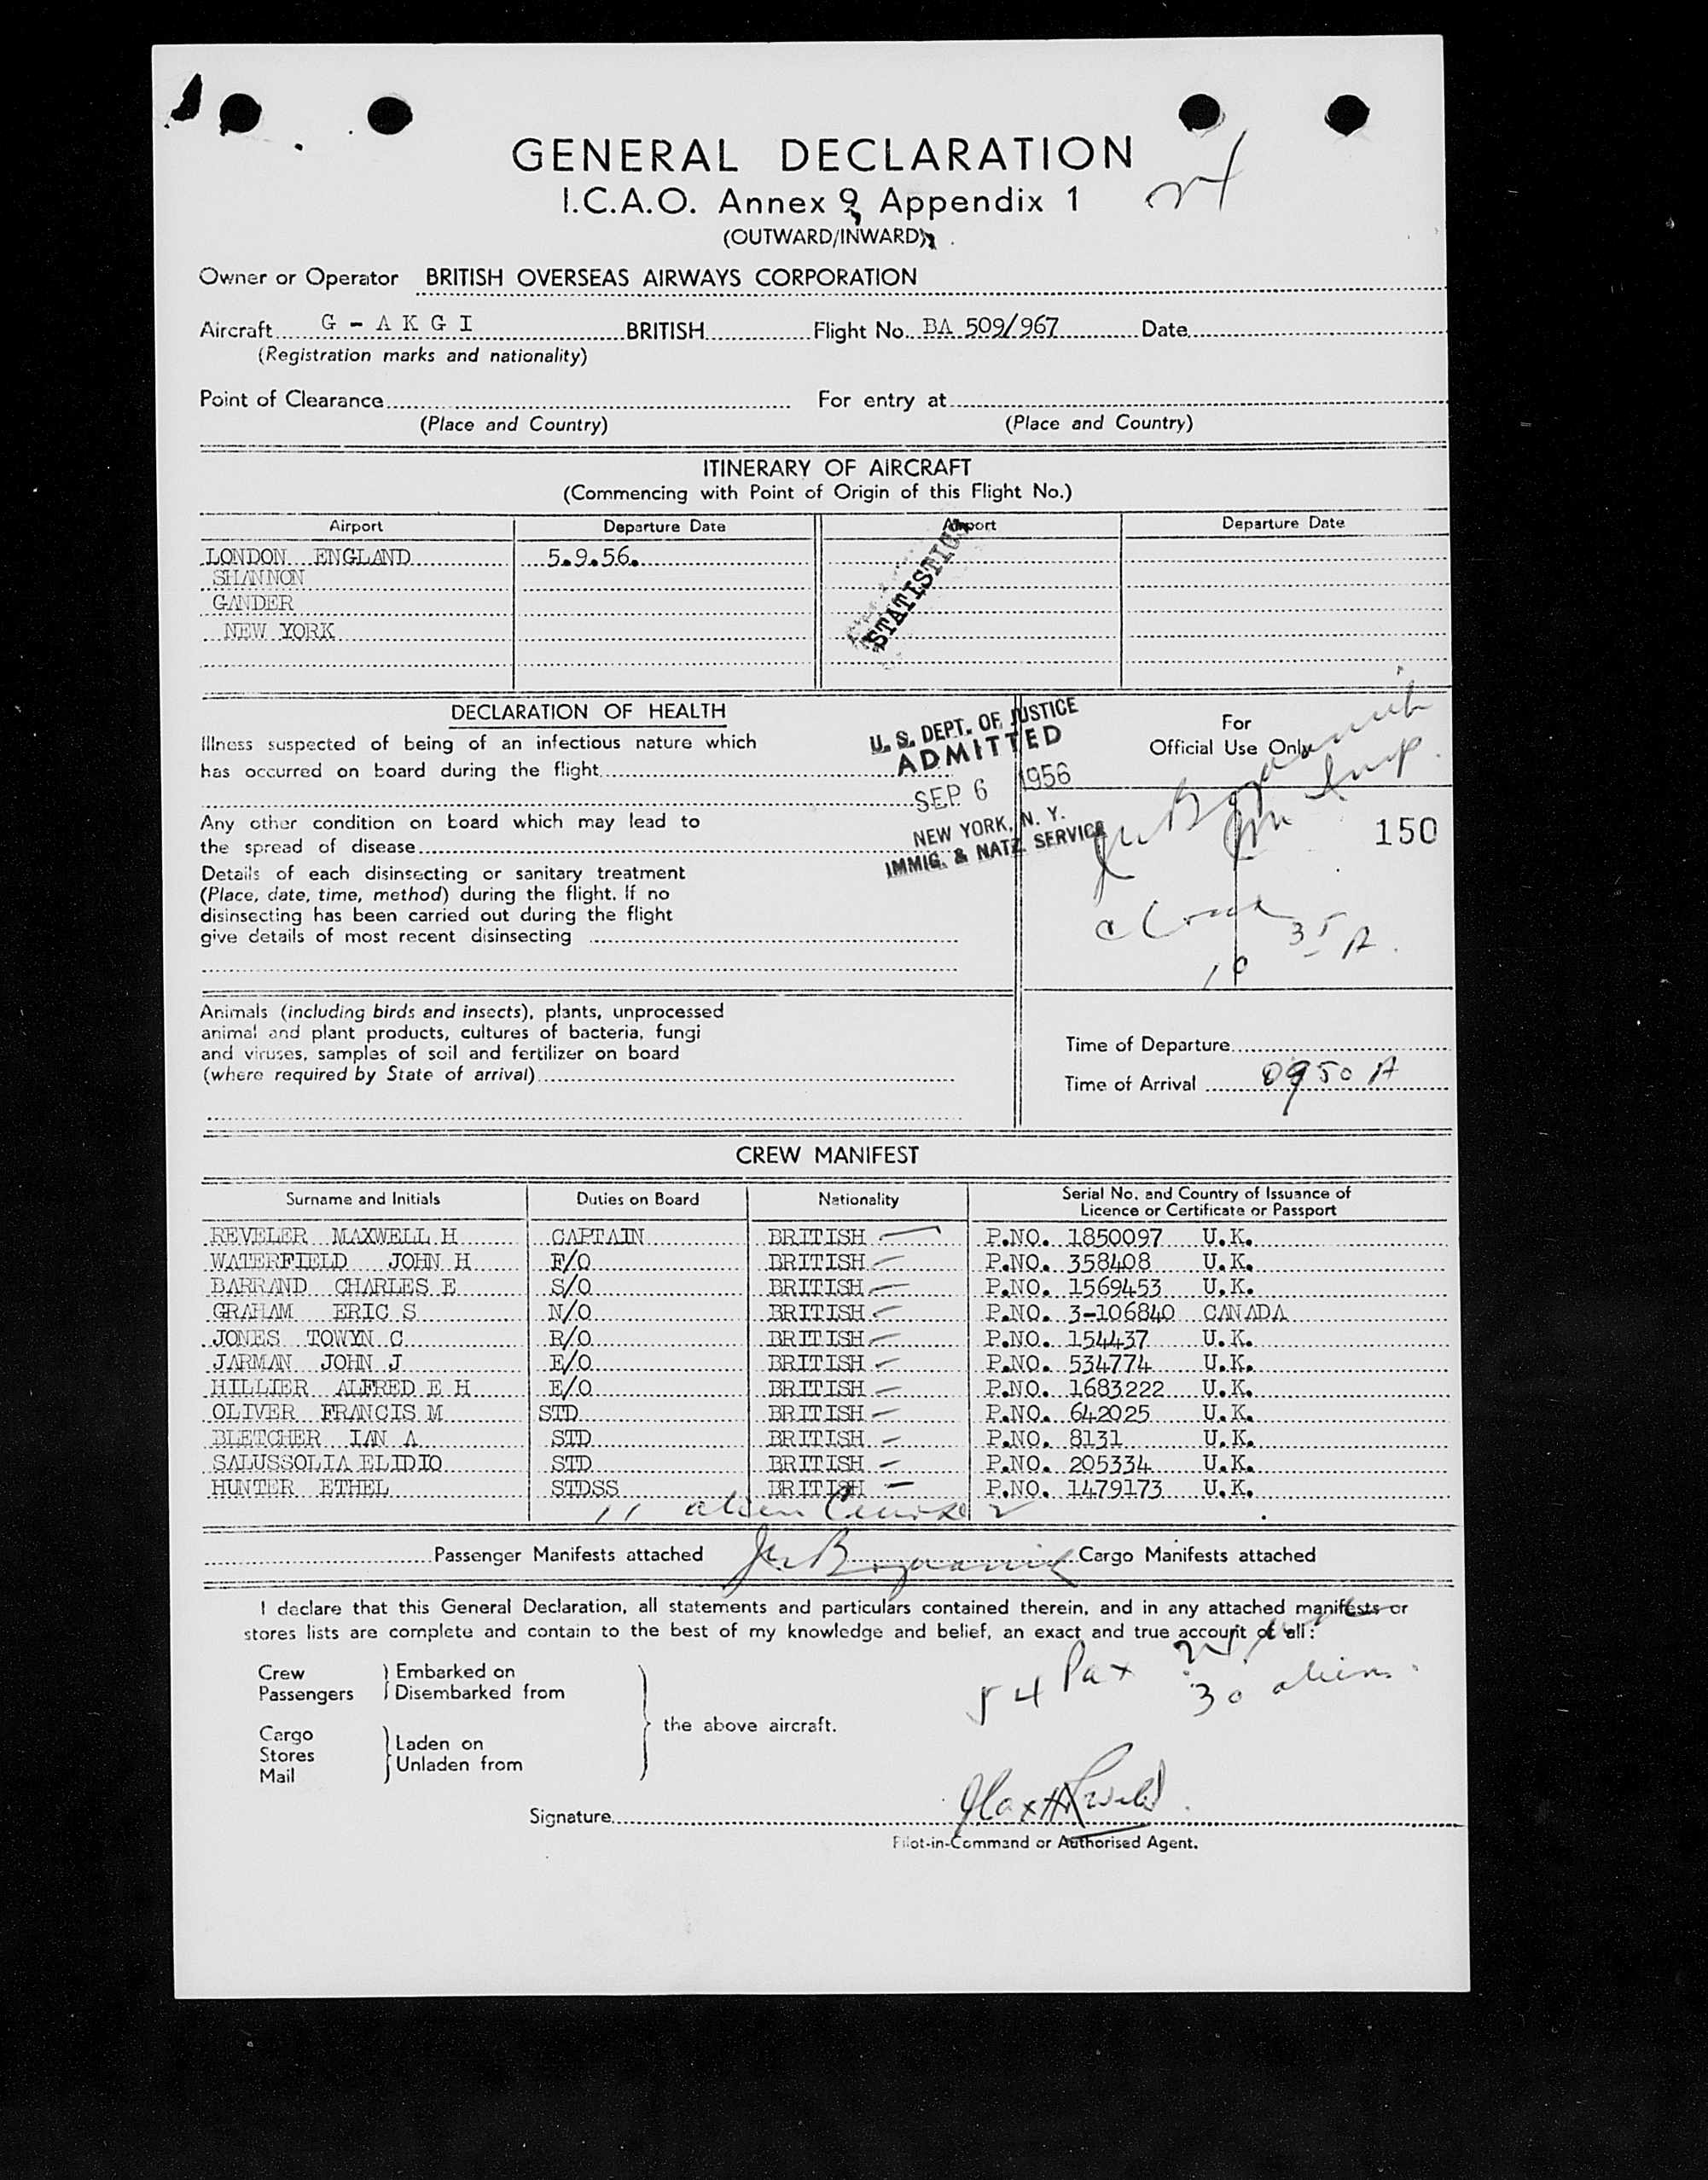 GENERAL DECLARATION
I.C.A.O. Annex 9, Appendix 1
(OUTWARD/INWARD)
Owner or Operator BRITISH OVERSEAS AIRWAYS CORPORATION
Aircraft G - A K G I BRITISH Flight No. BA 509/967 Date
(Registration marks and nationality)
Point of Clearance For entry at
(Place and Country) (Place and Country)
ITINERARY OF AIRCRAFT
(Commencing with Point of Origin of this Flight No.)
Airport Departure Date Airport Departure Date
LONDON ENGLAND 5.9.56.
SHANNON
GANDER
NEW YORK
STATISTICS
DECLARATION OF HEALTH
Illness suspected of being of an infectious nature which
has occurred on board during the flight
Any other condition on board which may lead to
the spread of disease
Details of each disinsecting or sanitary treatment
(Place, date, time, method) during the flight. If no
disinsecting has been carried out during the flight
give details of most recent disinsecting
U. S. DEPT. OF JUSTICE
ADMITTED
SEP 6 1956
NEW YORK, N. Y.
IMMIG. & NATZ. SERVICE
For
Official Use Only
Imm Insp.
150
10 35 A.
Animals (including birds and insects), plants, unprocessed
animal and plant products, cultures of bacteria, fungi
and viruses, samples of soil and fertilizer on board
(where required by State of arrival)
Time of Departure
Time of Arrival 0950 A
CREW MANIFEST
Surname and Initials Duties on Board Nationality Serial No. and Country of Issuance of
Licence or Certificate or Passport
REVELER MAXWELL H CAPTAIN BRITISH P.NO. 1850097 U.K.
WATERFIELD JOHN H F/O BRITISH P.NO. 358408 U.K.
BARRAND CHARLES E S/O BRITISH P.NO. 1569453 U.K.
GRAHAM ERIC S N/O BRITISH P.NO. 3-106840 CANADA
JONES TOWYN C R/O BRITISH P.NO. 154437 U.K.
JARMAN JOHN J E/O BRITISH P.NO. 534774 U.K.
HILLIER ALFRED E H E/O BRITISH P.NO. 1683222 U.K.
OLIVER FRANCIS M STD BRITISH P.NO. 642025 U.K.
BLETCHER IAN A STD BRITISH P.NO. 8131 U.K.
SALUSSOLIA ELIDIO STD BRITISH P.NO. 205334 U.K.
HUNTER ETHEL STDSS BRITISH P.NO. 1479173 U.K.
11 alien
Passenger Manifests attached Cargo Manifests attached
I declare that this General Declaration, all statements and particulars contained therein, and in any attached manifests or
stores lists are complete and contain to the best of my knowledge and belief, an exact and true account of all:
Crew Embarked on
Passengers Disembarked from
the above aircraft.
Cargo
Stores Laden on
Mail Unladen from
54 Pax
30 aliens.
Signature
Pilot-in-Command or Authorised Agent.